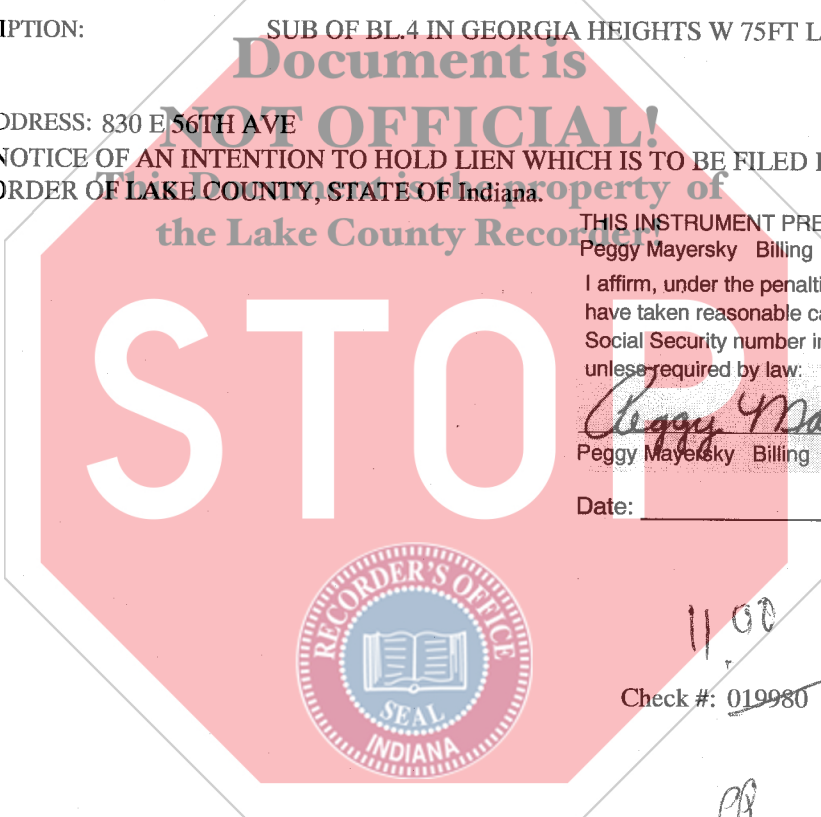 IPTION: SUB OF BL.4 IN GEORGIA HEIGHTS W 75FT L
Document is
NOT OFFICIAL!
DDRESS: 830 E 56TH AVE
NOTICE OF AN INTENTION TO HOLD LIEN WHICH IS TO BE FILED I
ORDER OF LAKE COUNTY, STATE OF Indiana.
This Document is the property of
the Lake County Recorder!
THIS INSTRUMENT PRE
Peggy Mayersky Billing
I affirm, under the penalti
have taken reasonable ca
Social Security number in
unless required by law:
Peggy Ma
Peggy Mayersky Billing
Date:
STOP
RECORDER'S OFFICE
SEAL
INDIANA
11.00
Check #: 019980